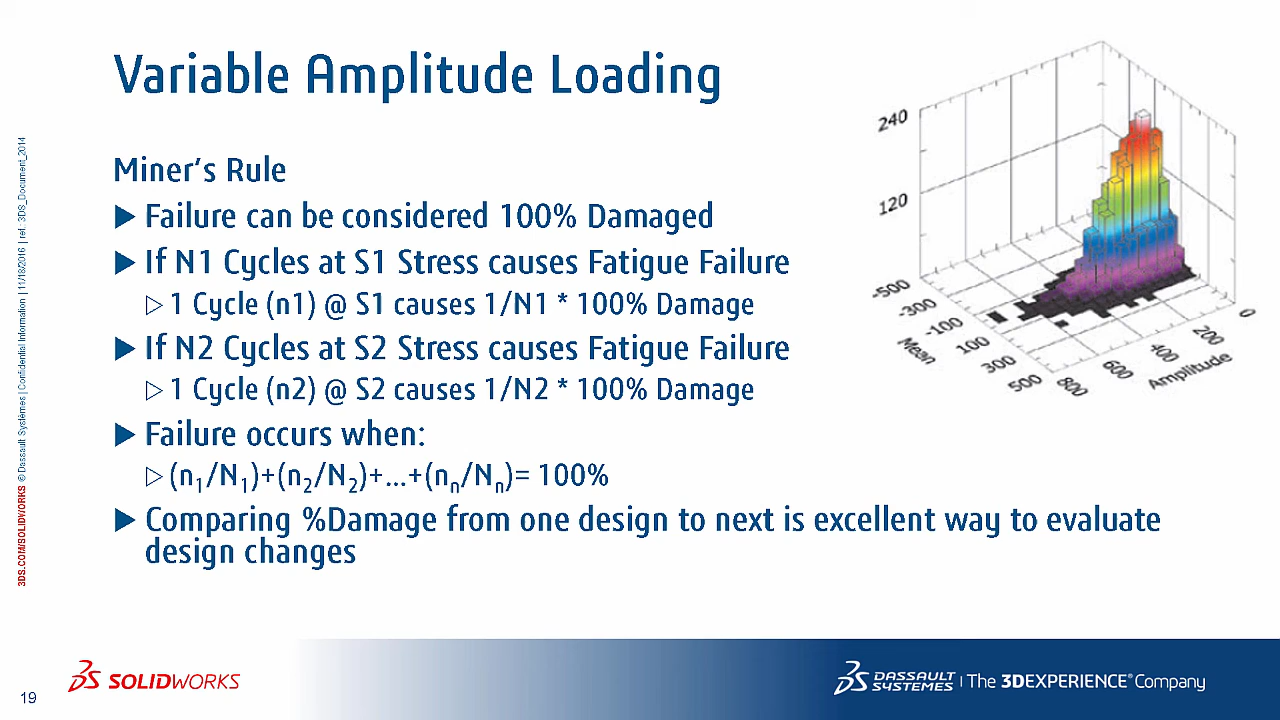 Variable Amplitude Loading
Miner's Rule
Failure can be considered 100% Damaged
If N1 Cycles at S1 Stress causes Fatigue Failure
1 Cycle (n1) @ S1 causes 1/N1 * 100% Damage
If N2 Cycles at S2 Stress causes Fatigue Failure
1 Cycle (n2) @ S2 causes 1/N2 * 100% Damage
Failure occurs when:
(n1/N1)+(n2/N2)+...+(nn/Nn)= 100%
Comparing %Damage from one design to next is excellent way to evaluate
design changes
240
120
-500
-300
-100
100
300
500
Mean
800
600
400
200
0
Amplitude
3DS.COM/SOLIDWORKS © Dassault Systèmes | Confidential Information | 11/18/2016 | ref.: 3DS_Document_2014
19
SOLIDWORKS
DASSAULT SYSTEMES | The 3DEXPERIENCE® Company